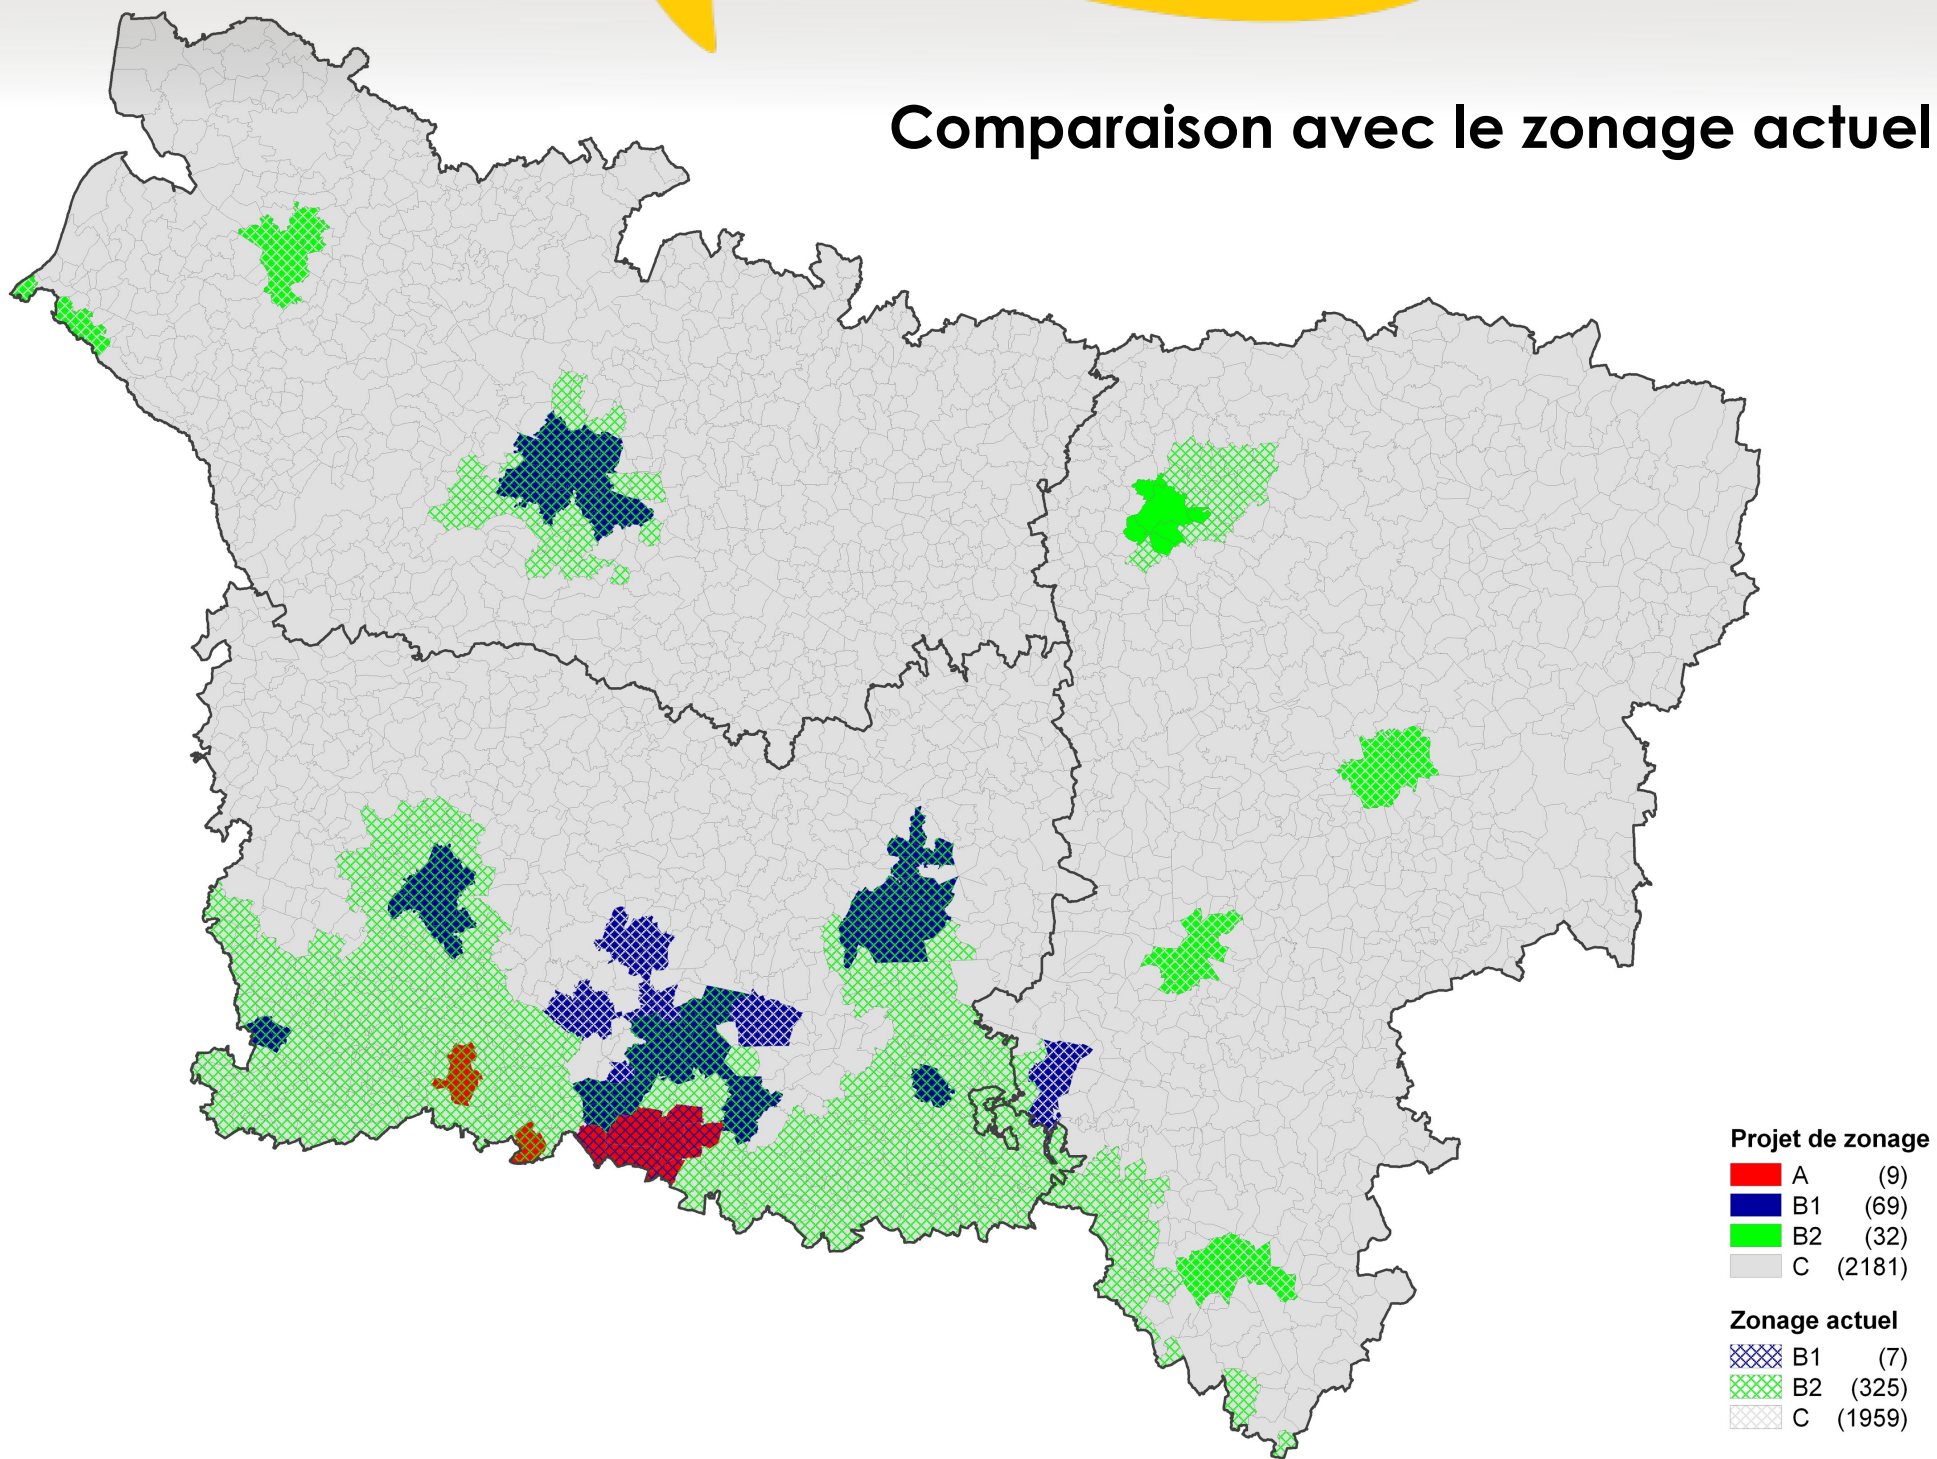 Comparaison avec le zonage actuel
Projet de zonage
A (9)
B1 (69)
B2 (32)
C (2181)
Zonage actuel
B1 (7)
B2 (325)
C (1959)